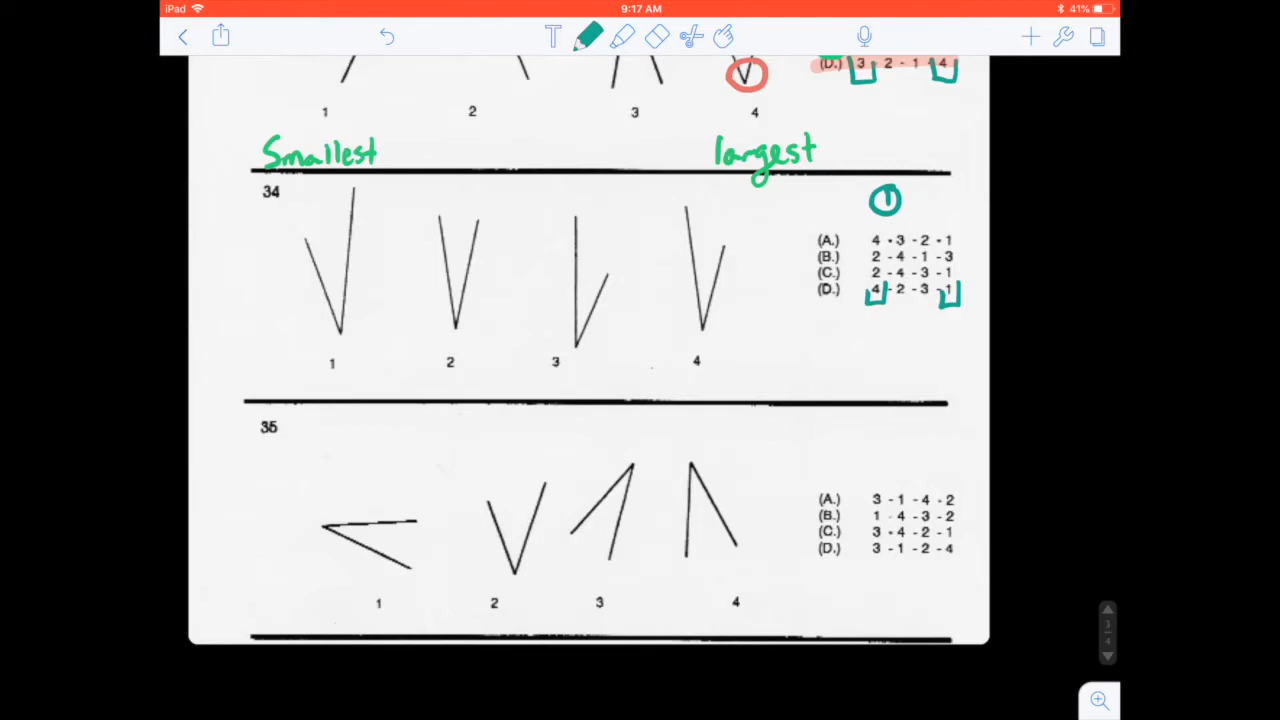 iPad 9:17 AM 41%
T
(D.) 3 2 - 1 - 4
1 2 3 4
Smallest largest
34
1
(A.) 4 - 3 - 2 - 1
(B.) 2 - 4 - 1 - 3
(C.) 2 - 4 - 3 - 1
(D.) 4 - 2 - 3 - 1
1 2 3 4
35
(A.) 3 - 1 - 4 - 2
(B.) 1 - 4 - 3 - 2
(C.) 3 - 4 - 2 - 1
(D.) 3 - 1 - 2 - 4
1 2 3 4
3
4